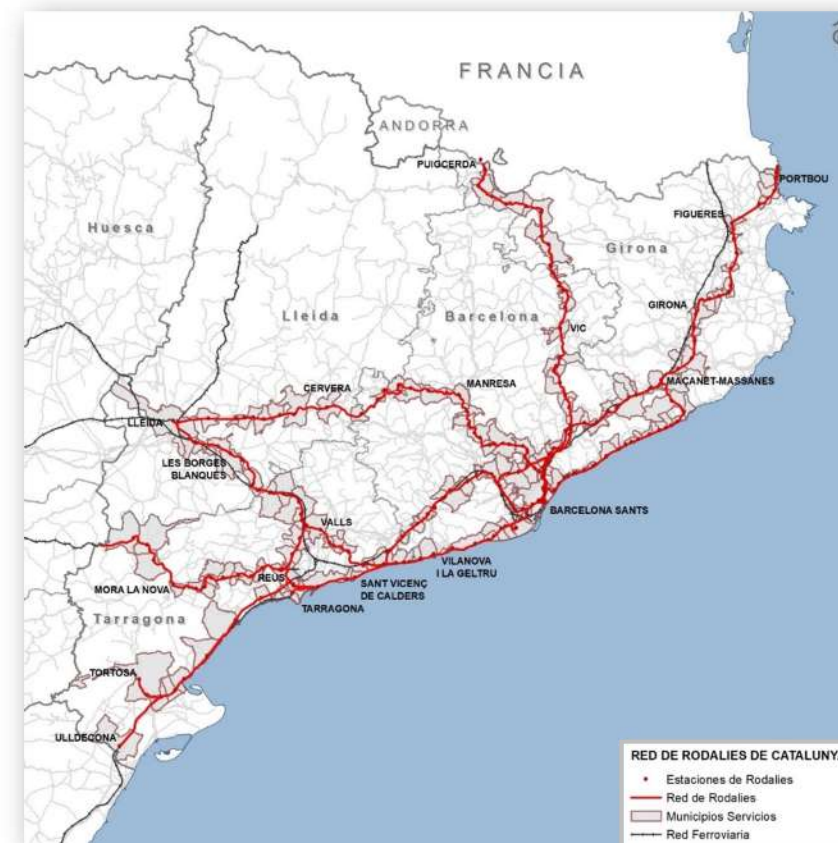 FRANCIA
ANDORRA
PUIGCERDA
PORTBOU
FIGUERES
Huesca
Girona
Lleida
Barcelona
GIRONA
VIC
MAÇANET-MASSANES
CERVERA
MANRESA
LLEIDA
LES BORGES
BLANQUES
BARCELONA SANTS
VALLS
VILANOVA
I LA GELTRU
REUS
SANT VICENÇ
DE CALDERS
MORA LA NOVA
TARRAGONA
Tarragona
TORTOSA
ULLDECONA
RED DE RODALIES DE CATALUNY
Estaciones de Rodalies
Red de Rodalies
Municipios Servicios
Red Ferroviaria